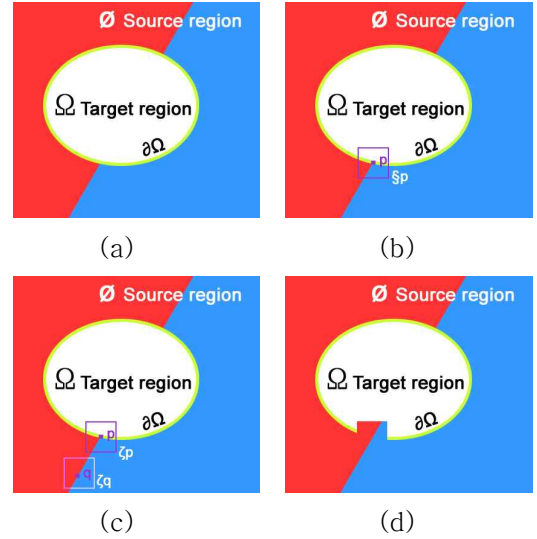 Ø Source region
Ω Target region
∂Ω
(a)
Ø Source region
Ω Target region
∂Ω
p
§p
(b)
Ø Source region
Ω Target region
∂Ω
p
ζp
q
ζq
(c)
Ø Source region
Ω Target region
∂Ω
(d)